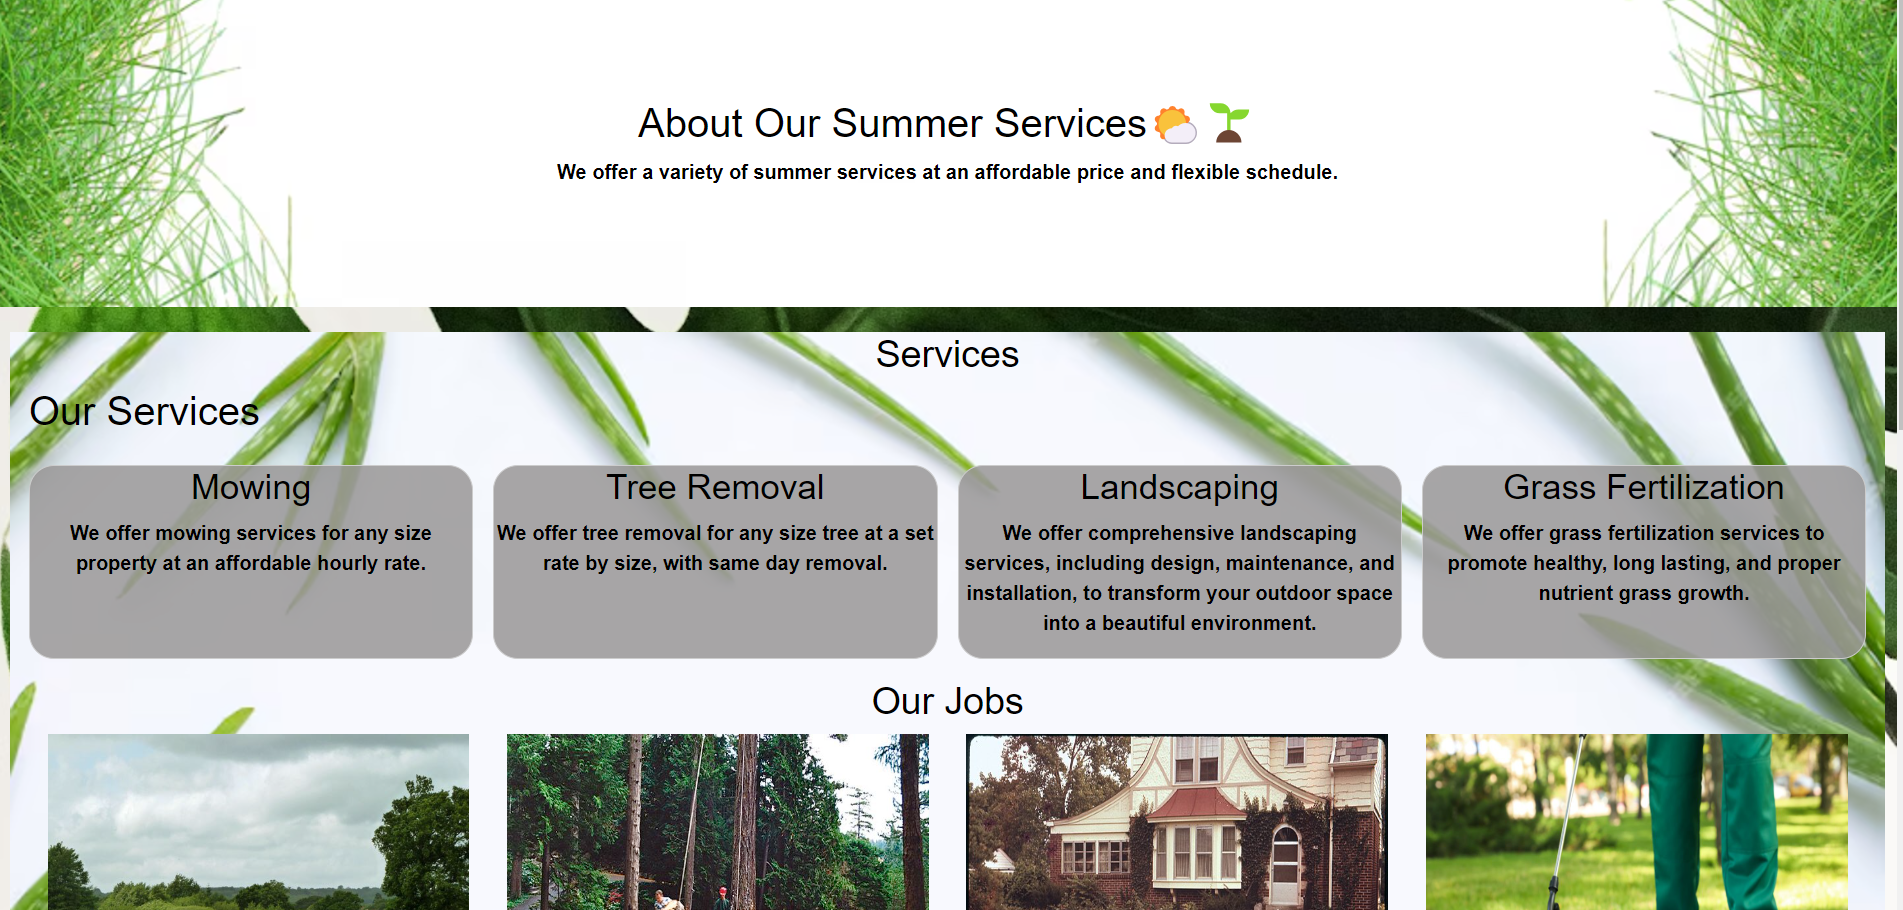 About Our Summer Services
We offer a variety of summer services at an affordable price and flexible schedule.
Services
Our Services
Mowing
We offer mowing services for any size
property at an affordable hourly rate.
Tree Removal
We offer tree removal for any size tree at a set
rate by size, with same day removal.
Landscaping
We offer comprehensive landscaping
services, including design, maintenance, and
installation, to transform your outdoor space
into a beautiful environment.
Grass Fertilization
We offer grass fertilization services to
promote healthy, long lasting, and proper
nutrient grass growth.
Our Jobs